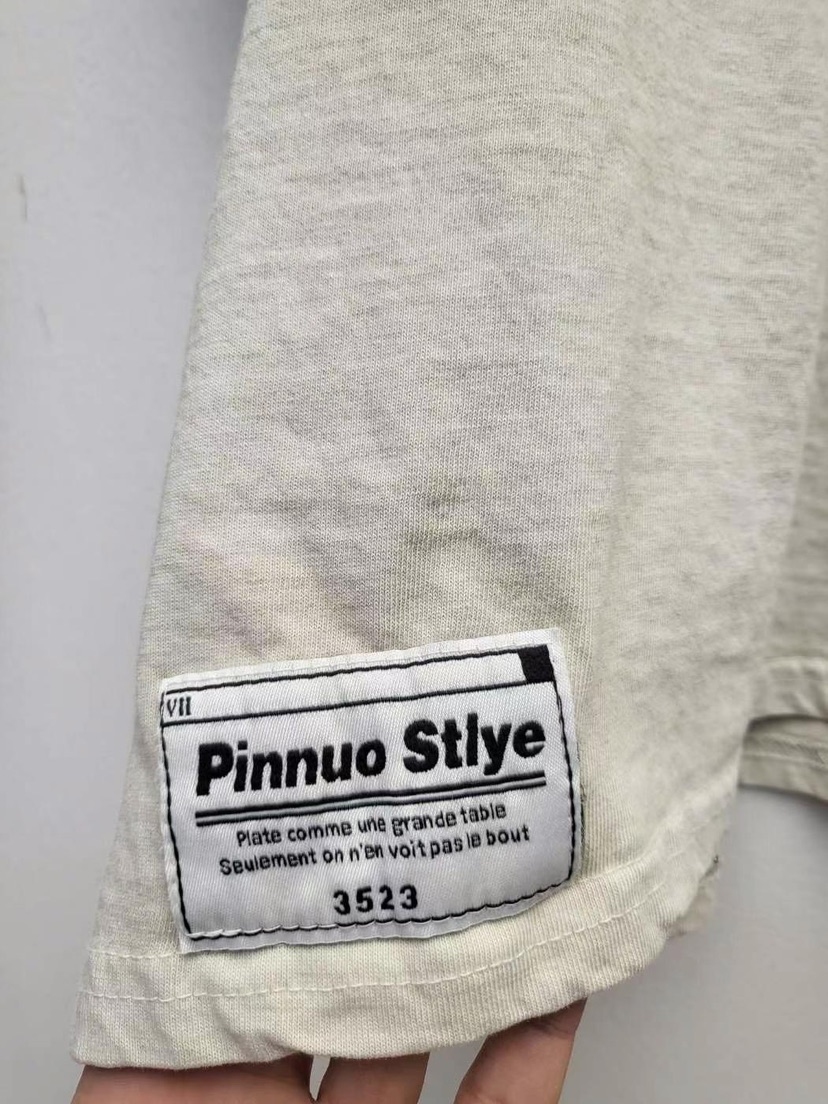 VII
Pinnuo Stlye
Plate comme une grande table
Seulement on n'en voit pas le bout
3523